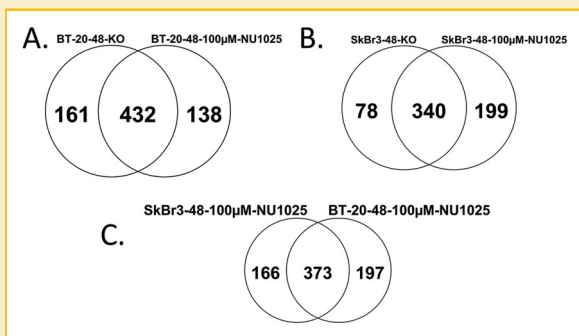 A.
BT-20-48-KO BT-20-48-100µM-NU1025
161 432 138
B.
SkBr3-48-KO SkBr3-48-100µM-NU1025
78 340 199
SkBr3-48-100µM-NU1025 BT-20-48-100µM-NU1025
C.
166 373 197